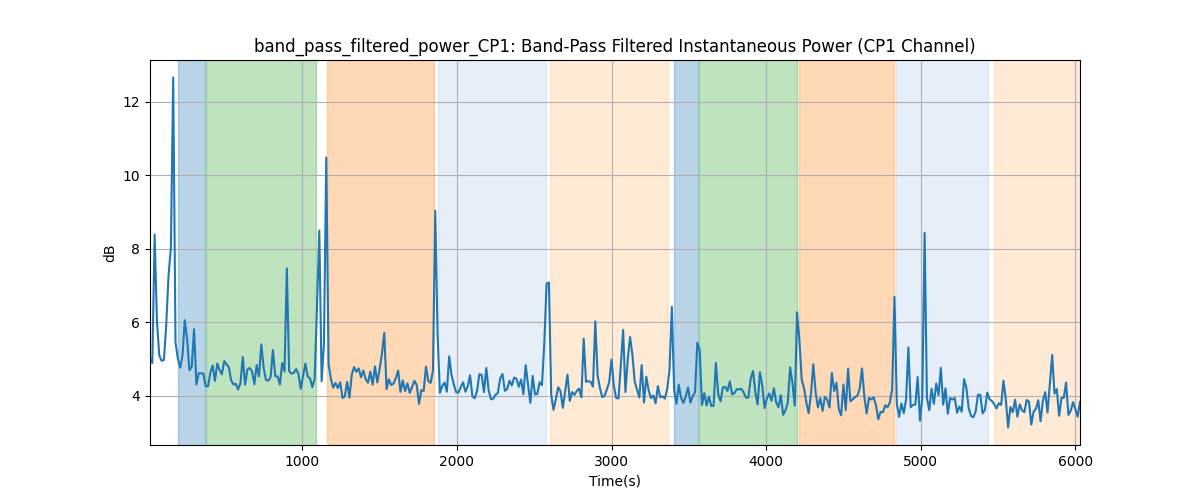 band_pass_filtered_power_CP1: Band-Pass Filtered Instantaneous Power (CP1 Channel)
12
10
8
6
4
dB
1000 2000 3000 4000 5000 6000
Time(s)